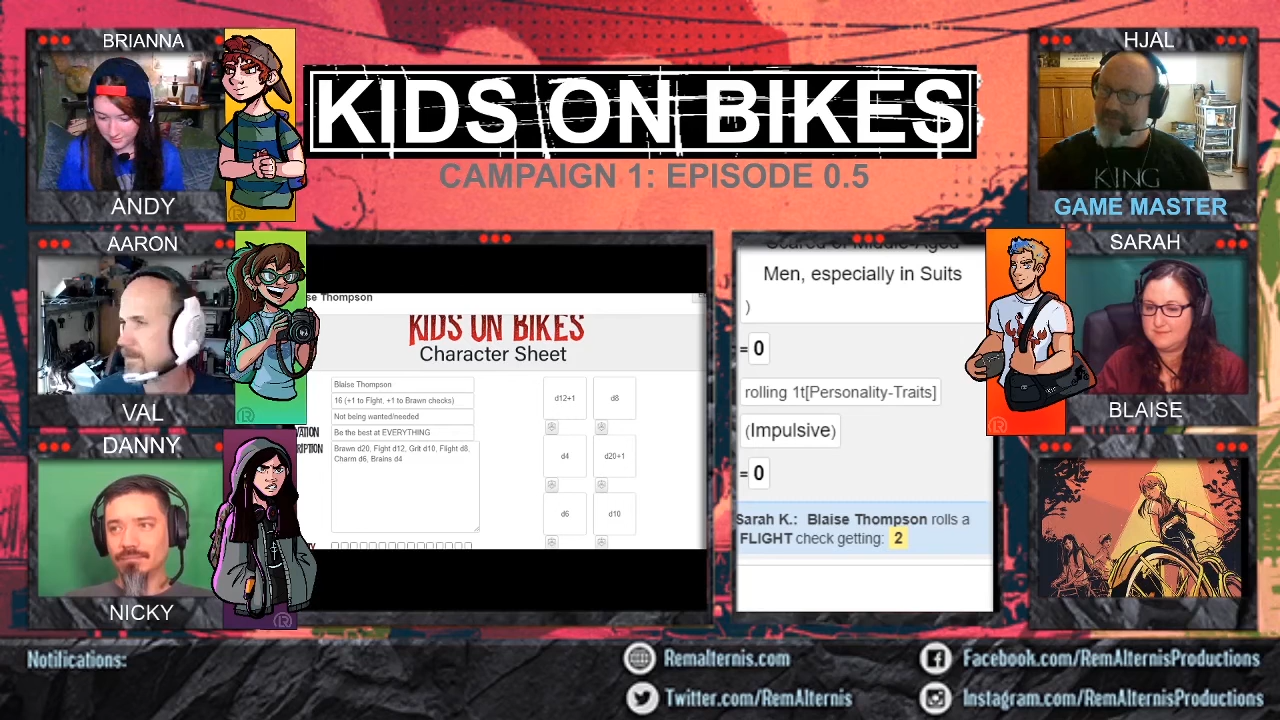 BRIANNA
ANDY
KIDS ON BIKES
CAMPAIGN 1: EPISODE 0.5
HJAL
KING
GAME MASTER
AARON
VAL
DANNY
NICKY
se Thompson
KIDS ON BIKES
Character Sheet
Blaise Thompson
16 (+1 to Fight, +1 to Brawn checks)
Not being wanted/needed
Be the best at EVERYTHING
Brawn d20, Fight d12, Grit d10, Flight d8,
Charm d6, Brains d4
d12+1 d8
d4 d20+1
d6 d10
Men, especially in Suits
)
=0
rolling 1t[Personality-Traits]
(Impulsive)
=0
Sarah K.: Blaise Thompson rolls a
FLIGHT check getting: 2
SARAH
BLAISE
Notifications:
Remalternis.com
Twitter.com/RemAlternis
Facebook.com/RemAlternisProductions
Instagram.com/RemAlternisProductions